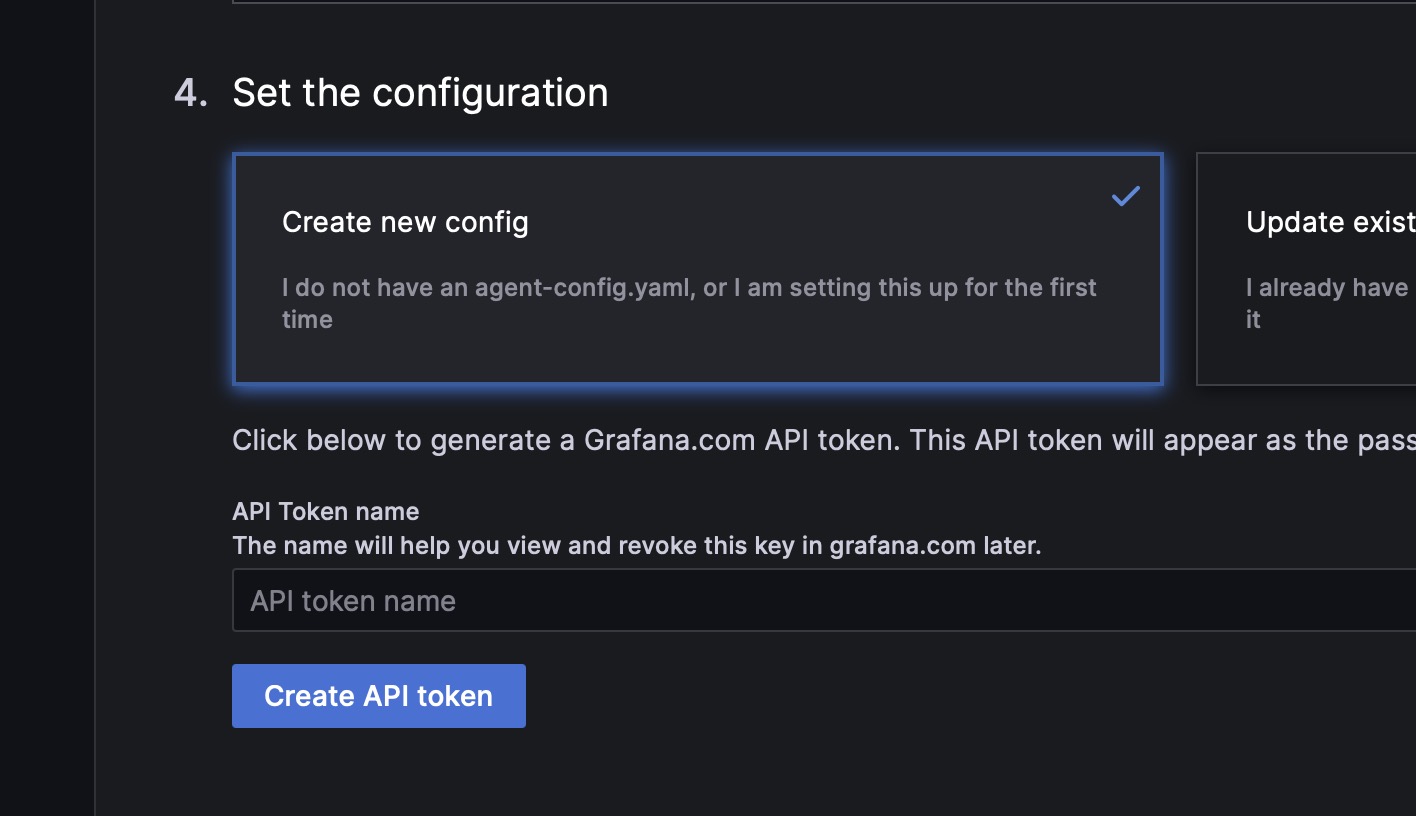 4. Set the configuration
Create new config
I do not have an agent-config.yaml, or I am setting this up for the first
time
Update exist
I already have
it
Click below to generate a Grafana.com API token. This API token will appear as the pass
API Token name
The name will help you view and revoke this key in grafana.com later.
API token name
Create API token